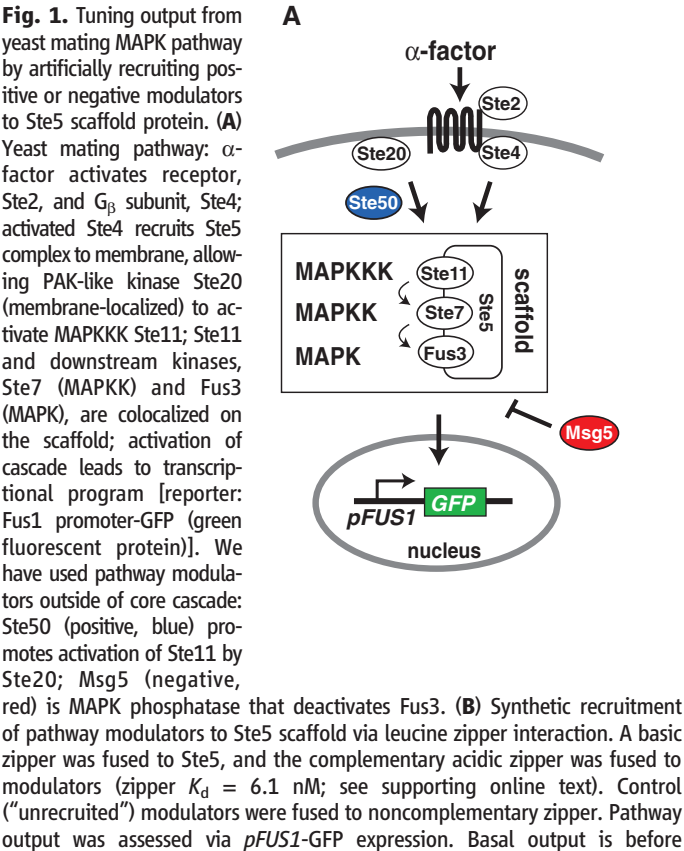 Fig. 1. Tuning output from
yeast mating MAPK pathway
by artificially recruiting pos-
itive or negative modulators
to Ste5 scaffold protein. (A)
Yeast mating pathway: α-
factor activates receptor,
Ste2, and Gβ subunit, Ste4;
activated Ste4 recruits Ste5
complex to membrane, allow-
ing PAK-like kinase Ste20
(membrane-localized) to ac-
tivate MAPKKK Ste11; Ste11
and downstream kinases,
Ste7 (MAPKK) and Fus3
(MAPK), are colocalized on
the scaffold; activation of
cascade leads to transcrip-
tional program [reporter:
Fus1 promoter-GFP (green
fluorescent protein)]. We
have used pathway modula-
tors outside of core cascade:
Ste50 (positive, blue) pro-
motes activation of Ste11 by
Ste20; Msg5 (negative,
red) is MAPK phosphatase that deactivates Fus3. (B) Synthetic recruitment
of pathway modulators to Ste5 scaffold via leucine zipper interaction. A basic
zipper was fused to Ste5, and the complementary acidic zipper was fused to
modulators (zipper Kd = 6.1 nM; see supporting online text). Control
("unrecruited") modulators were fused to noncomplementary zipper. Pathway
output was assessed via pFUS1-GFP expression. Basal output is before
A
α-factor
Ste2
Ste20
Ste4
Ste50
MAPKKK
Ste11
MAPKK
Ste7
MAPK
Fus3
Ste5
scaffold
Msg5
pFUS1
GFP
nucleus